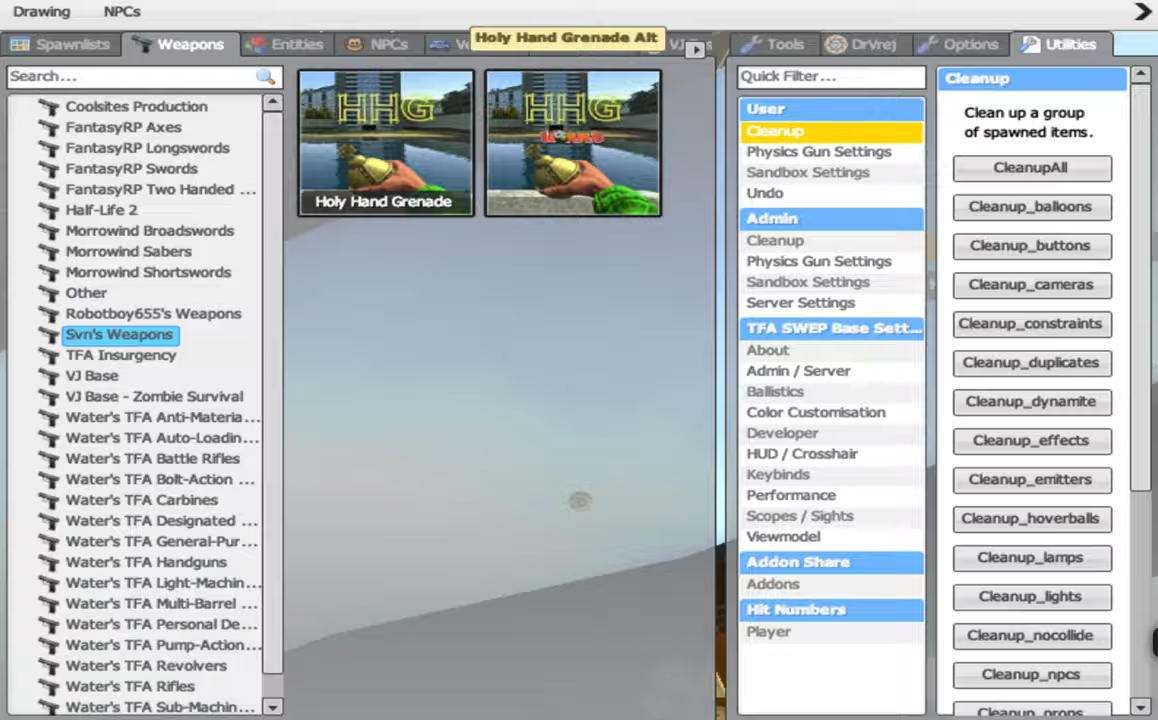 Drawing NPCs
Spawnlists Weapons Entities NPCs Ve
Holy Hand Grenade Alt
Tools DrVrej Options Utilities
Search...
Coolsites Production
FantasyRP Axes
FantasyRP Longswords
FantasyRP Swords
FantasyRP Two Handed ...
Half-Life 2
Morrowind Broadswords
Morrowind Sabers
Morrowind Shortswords
Other
Robotboy655's Weapons
Svn's Weapons
TFA Insurgency
VJ Base
VJ Base - Zombie Survival
Water's TFA Anti-Materia...
Water's TFA Auto-Loadin...
Water's TFA Battle Rifles
Water's TFA Bolt-Action ...
Water's TFA Carbines
Water's TFA Designated ...
Water's TFA General-Pur...
Water's TFA Handguns
Water's TFA Light-Machin...
Water's TFA Multi-Barrel ...
Water's TFA Personal De...
Water's TFA Pump-Action...
Water's TFA Revolvers
Water's TFA Rifles
Water's TFA Sub-Machin...
HHG
Holy Hand Grenade
HHG
Quick Filter...
User
Cleanup
Physics Gun Settings
Sandbox Settings
Undo
Admin
Cleanup
Physics Gun Settings
Sandbox Settings
Server Settings
TFA SWEP Base Sett...
About
Admin / Server
Ballistics
Color Customisation
Developer
HUD / Crosshair
Keybinds
Performance
Scopes / Sights
Viewmodel
Addon Share
Addons
Hit Numbers
Player
Cleanup
Clean up a group
of spawned items.
CleanupAll
Cleanup_balloons
Cleanup_buttons
Cleanup_cameras
Cleanup_constraints
Cleanup_duplicates
Cleanup_dynamite
Cleanup_effects
Cleanup_emitters
Cleanup_hoverballs
Cleanup_lamps
Cleanup_lights
Cleanup_nocollide
Cleanup_npcs
Cleanup_props